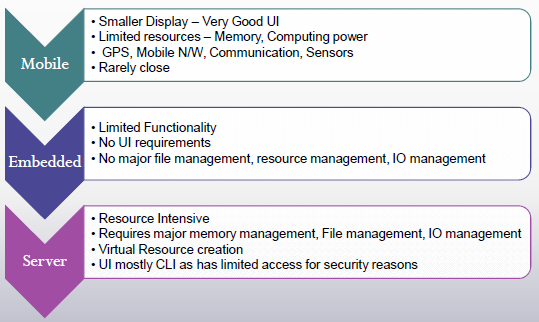 Mobile
• Smaller Display – Very Good UI
• Limited resources – Memory, Computing power
• GPS, Mobile N/W, Communication, Sensors
• Rarely close
Embedded
• Limited Functionality
• No UI requirements
• No major file management, resource management, IO management
Server
• Resource Intensive
• Requires major memory management, File management, IO management
• Virtual Resource creation
• UI mostly CLI as has limited access for security reasons